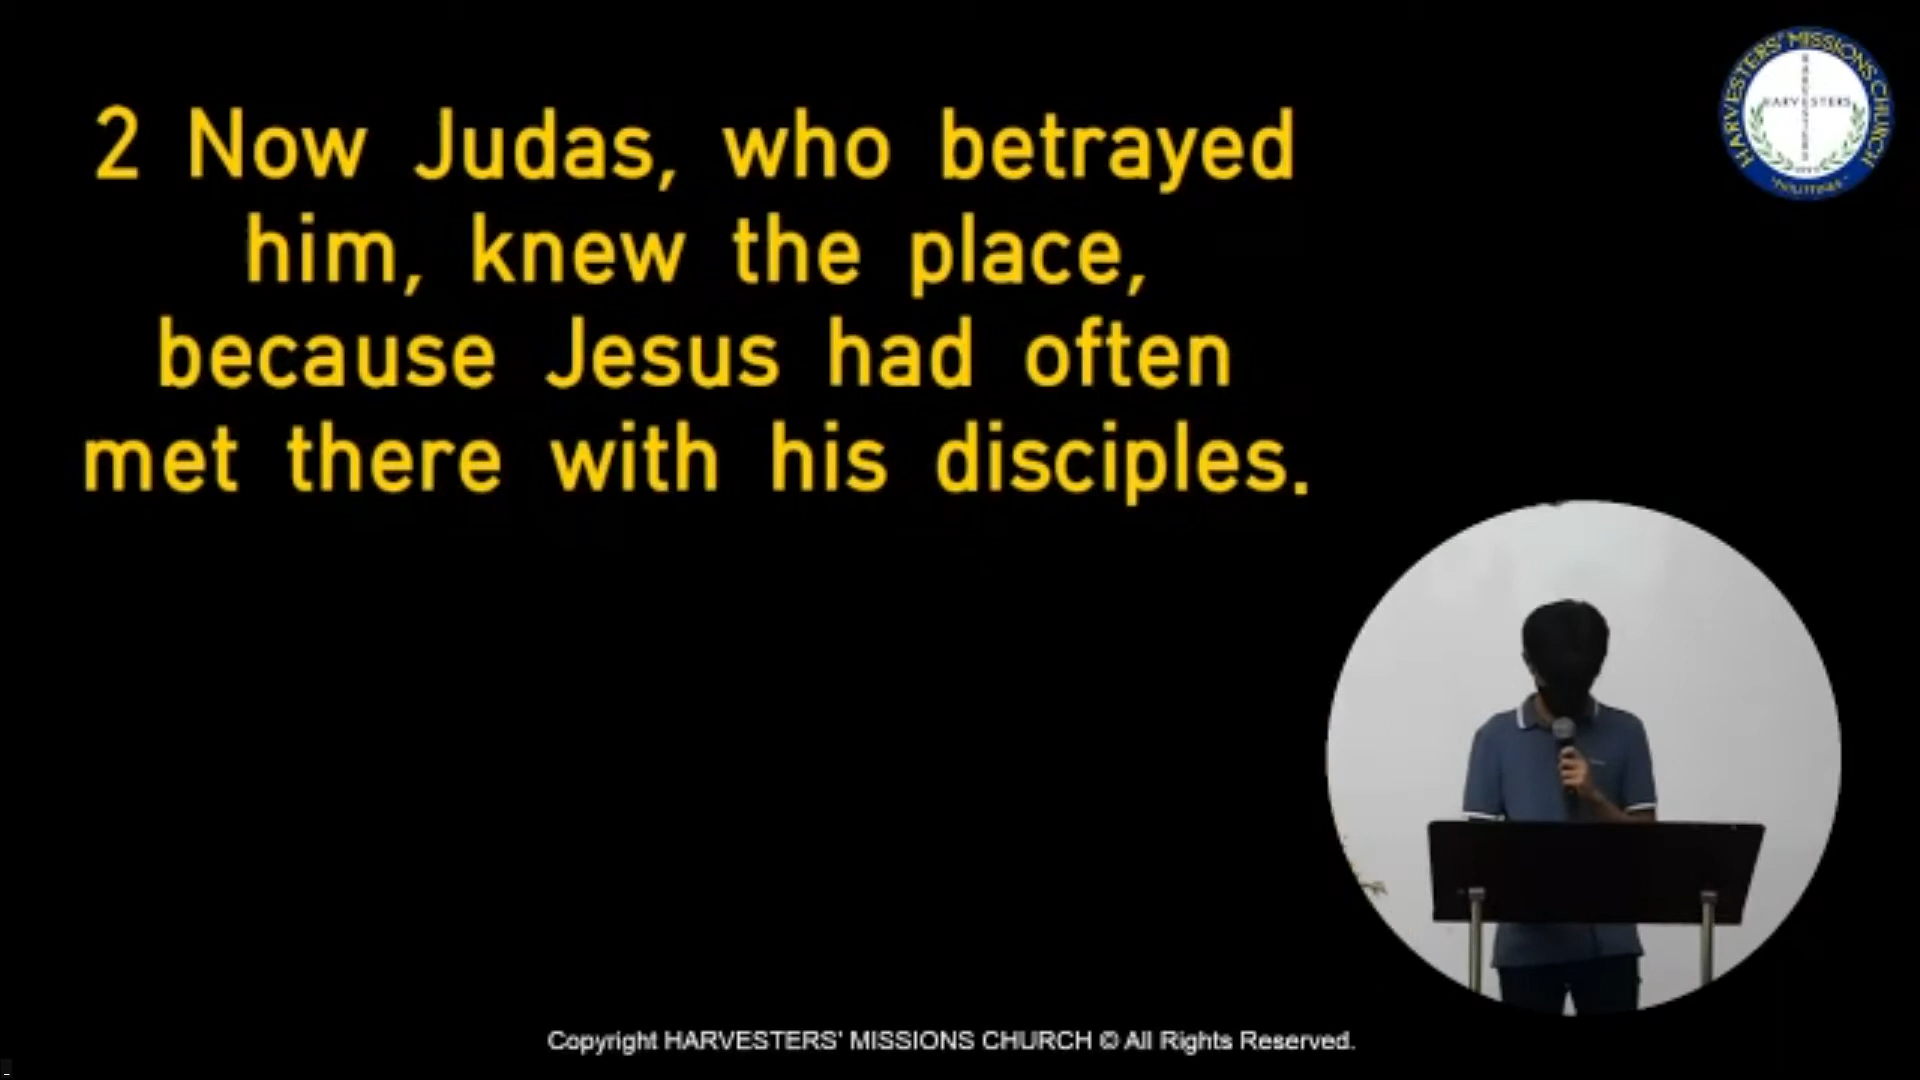 2 Now Judas, who betrayed
him, knew the place,
because Jesus had often
met there with his disciples.
HARVESTERS' MISSIONS CHURCH
HARVESTERS
Copyright HARVESTERS' MISSIONS CHURCH © All Rights Reserved.